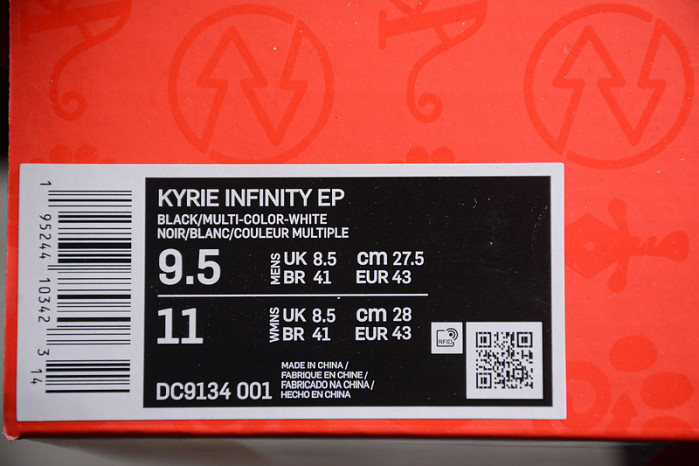 KYRIE INFINITY EP
BLACK/MULTI-COLOR-WHITE
NOIR/BLANC/COULEUR MULTIPLE
9.5 MENS UK 8.5 cm 27.5
BR 41 EUR 43
11 WMNS UK 8.5 cm 28
BR 41 EUR 43
RFID
DC9134 001
MADE IN CHINA /
FABRIQUE EN CHINE /
FABRICADO NA CHINA /
HECHO EN CHINA
1 95244 10342 3 14